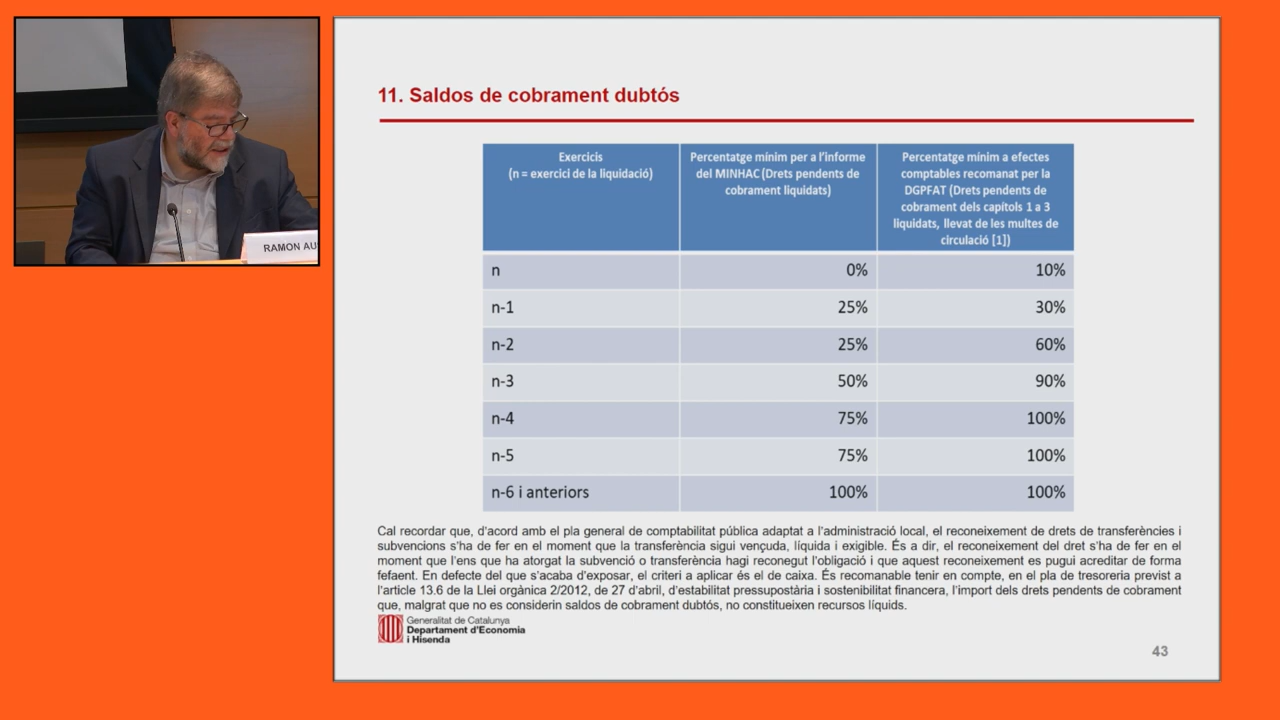 RAMON AU
11. Saldos de cobrament dubtós
Exercicis
(n = exercici de la liquidació)
Percentatge mínim per a l'informe
del MINHAC (Drets pendents de
cobrament liquidats)
Percentatge mínim a efectes
comptables recomanat per la
DGPFAT (Drets pendents de
cobrament dels capítols 1 a 3
liquidats, llevat de les multes de
circulació [1])
n 0% 10%
n-1 25% 30%
n-2 25% 60%
n-3 50% 90%
n-4 75% 100%
n-5 75% 100%
n-6 i anteriors 100% 100%
Cal recordar que, d'acord amb el pla general de comptabilitat pública adaptat a l'administració local, el reconeixement de drets de transferències i
subvencions s'ha de fer en el moment que la transferència sigui vençuda, líquida i exigible. És a dir, el reconeixement del dret s'ha de fer en el
moment que l'ens que ha atorgat la subvenció o transferència hagi reconegut l'obligació i que aquest reconeixement es pugui acreditar de forma
fefaent. En defecte del que s'acaba d'exposar, el criteri a aplicar és el de caixa. És recomanable tenir en compte, en el pla de tresoreria previst a
l'article 13.6 de la Llei orgànica 2/2012, de 27 d'abril, d'estabilitat pressupostària i sostenibilitat financera, l'import dels drets pendents de cobrament
que, malgrat que no es considerin saldos de cobrament dubtós, no constitueixen recursos líquids.
Generalitat de Catalunya
Departament d'Economia
i Hisenda
43